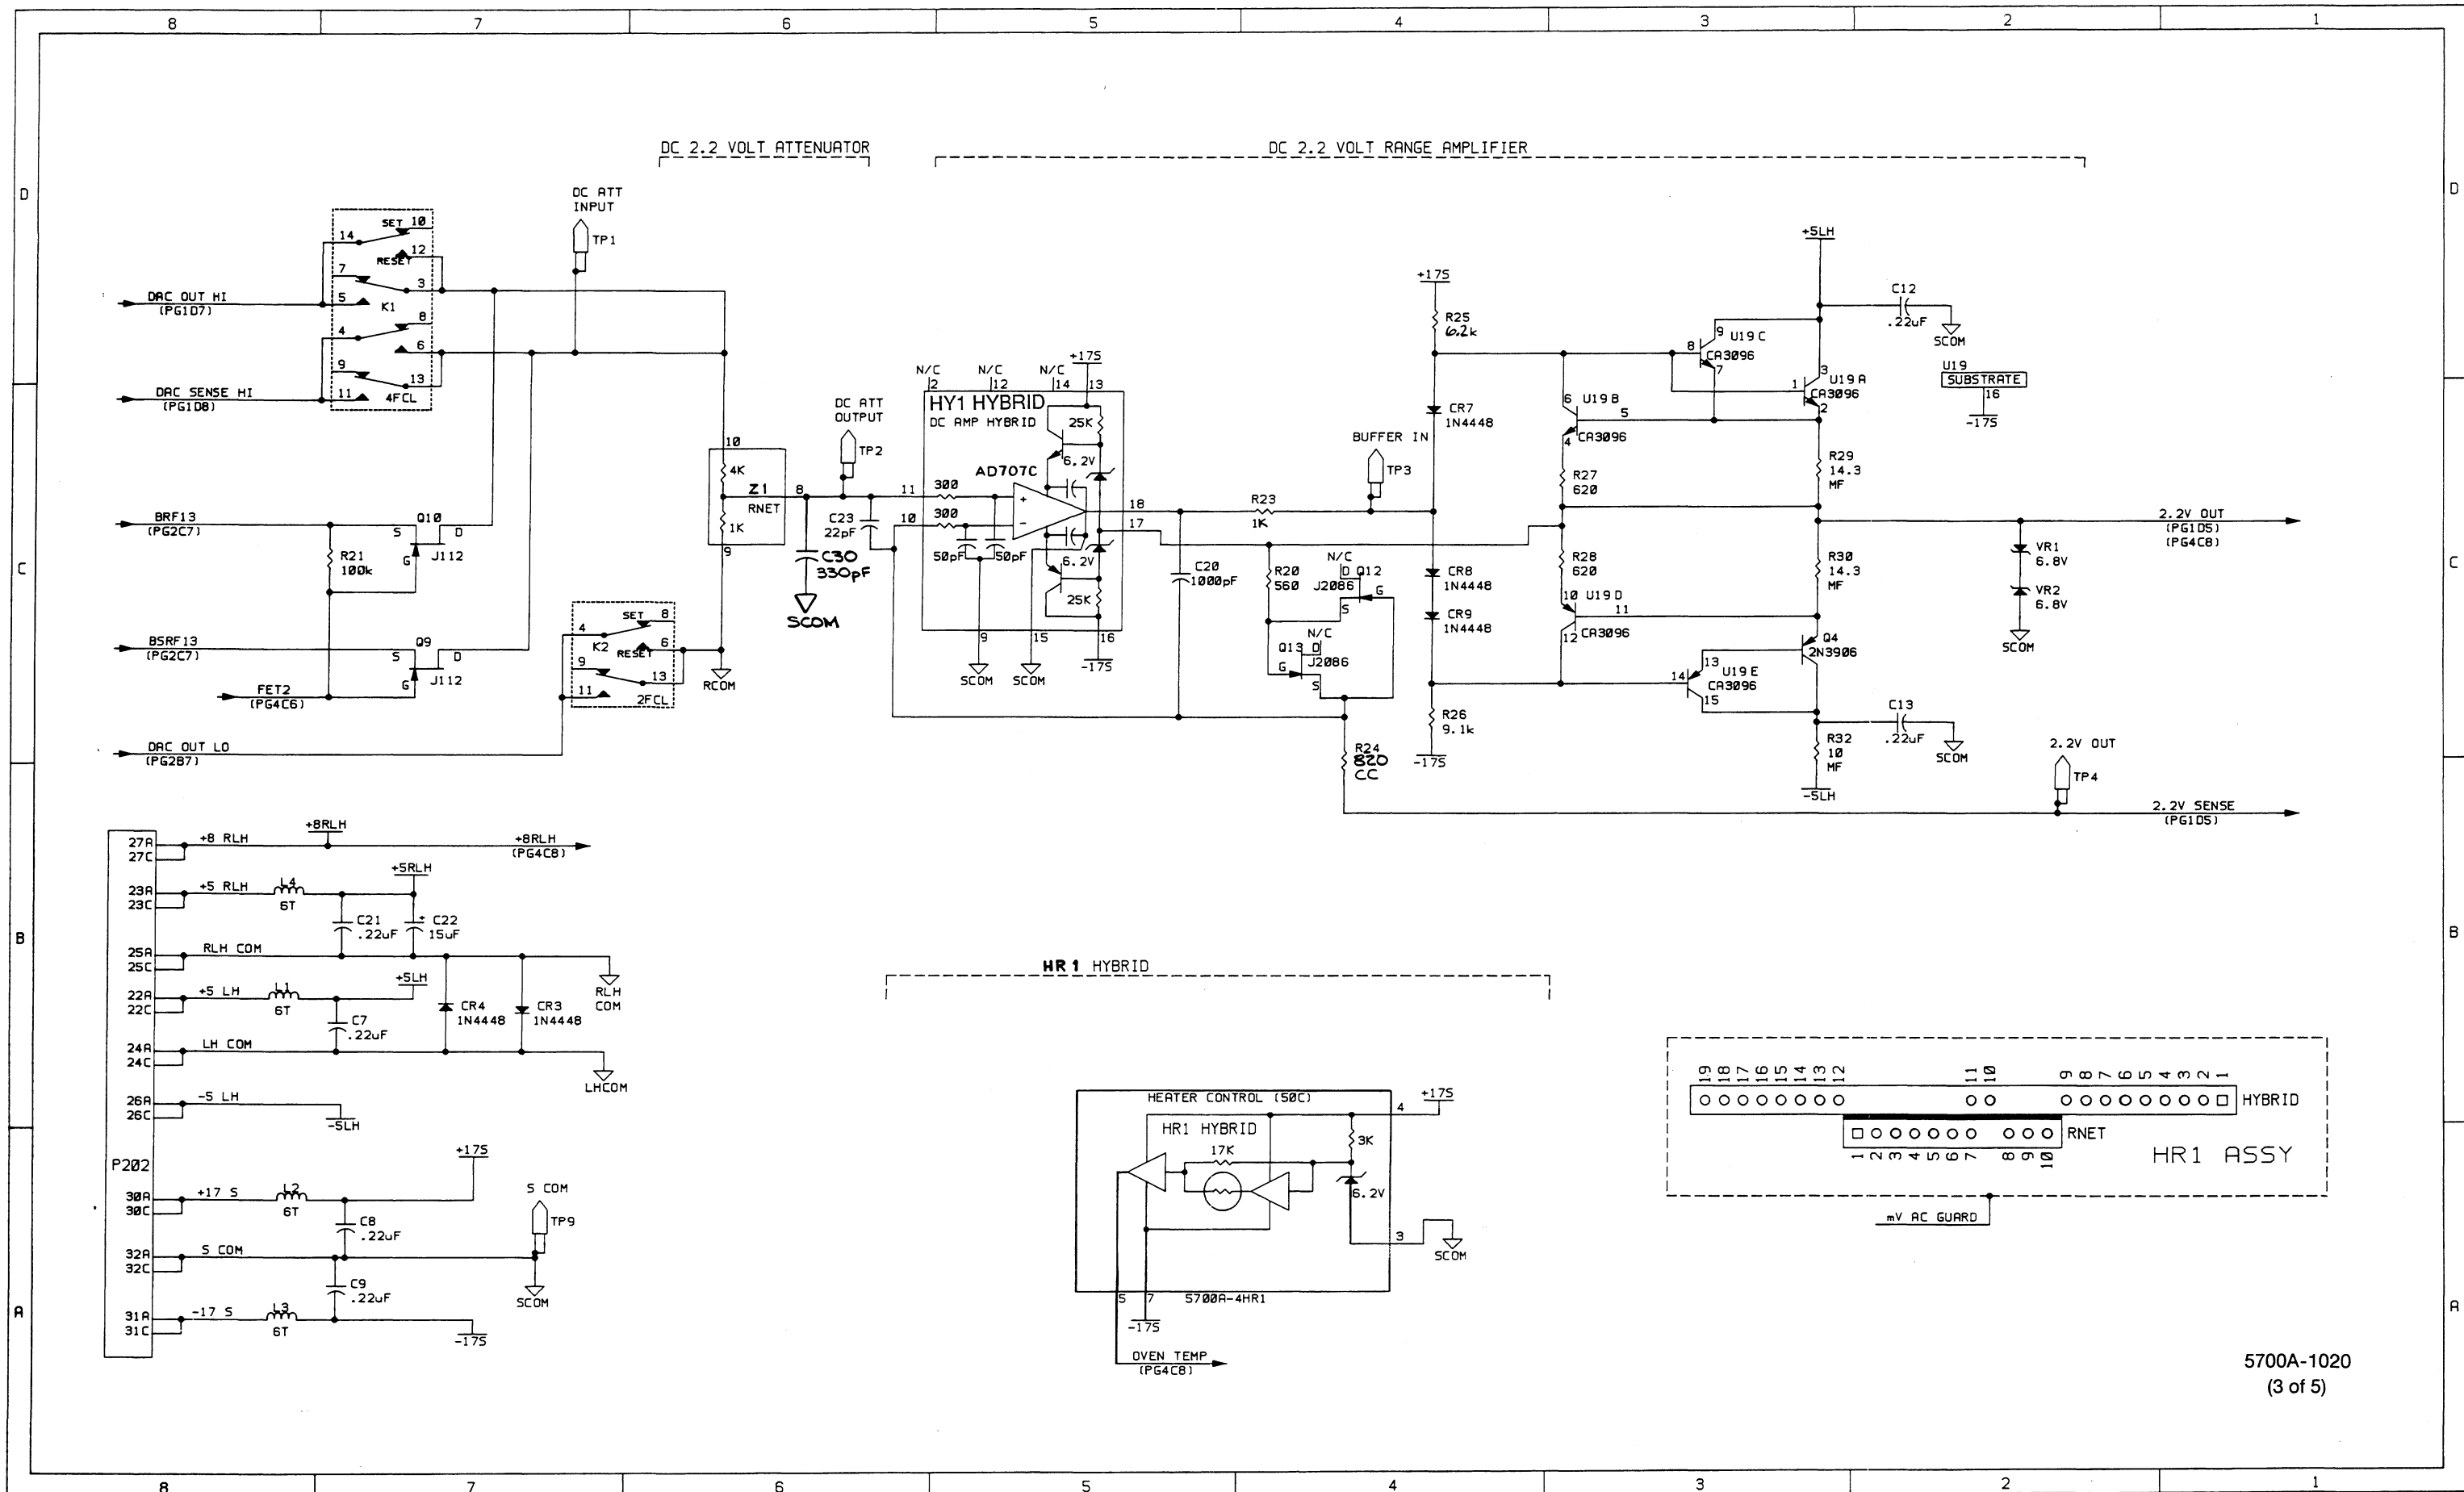 8 7 6 5 4 3 2 1
D
C
B
A
D
C
B
A
DC 2.2 VOLT ATTENUATOR
DC 2.2 VOLT RANGE AMPLIFIER
DC ATT
INPUT
TP1
SET 10
14
12
RESET
7
3
5
K1
8
4
6
9
13
11
4FCL
DAC OUT HI
(PG1D7)
DAC SENSE HI
(PG1D8)
BRF13
(PG2C7)
Q10
S
D
G
J112
R21
100k
BSRF13
(PG2C7)
Q9
S
D
G
J112
FET2
(PG4C6)
DAC OUT LO
(PG2B7)
SET 8
4
K2
6
RESET
9
13
11
2FCL
10
4K
Z1
8
RNET
1K
9
RCOM
DC ATT
OUTPUT
TP2
C23
22pF
C30
330pF
SCOM
N/C
2
N/C
12
N/C
14
+17S
13
HY1 HYBRID
DC AMP HYBRID
25K
6.2V
AD707C
11
300
+
10
300
-
18
17
50pF
50pF
6.2V
25K
9
15
16
SCOM
SCOM
-17S
C20
1000pF
R23
1K
BUFFER IN
TP3
R20
560
N/C
D Q12
J2086
G
S
N/C
Q13 D
J2086
G
S
R24
820
CC
+17S
R25
6.2k
CR7
1N4448
CR8
1N4448
CR9
1N4448
R26
9.1k
-17S
+5LH
C12
.22uF
SCOM
9
U19 C
8
CA3096
7
3
1
U19 A
CA3096
2
6
U19 B
5
CA3096
4
U19
SUBSTRATE
16
-17S
R27
620
R29
14.3
MF
R28
620
R30
14.3
MF
10 U19 D
11
12
CA3096
Q4
2N3906
13
14
U19 E
CA3096
15
C13
.22uF
SCOM
R32
10
MF
-5LH
2.2V OUT
(PG1D5)
(PG4C8)
VR1
6.8V
VR2
6.8V
SCOM
2.2V OUT
TP4
2.2V SENSE
(PG1D5)
P202
27A
27C
+8 RLH
+8RLH
+8RLH
(PG4C8)
23A
23C
+5 RLH
L4
6T
+5RLH
C21
.22uF
+ C22
15uF
25A
25C
RLH COM
RLH
COM
22A
22C
+5 LH
L1
6T
+5LH
C7
.22uF
CR4
1N4448
CR3
1N4448
24A
24C
LH COM
LHCOM
26A
26C
-5 LH
-5LH
30A
30C
+17 S
L2
6T
+17S
C8
.22uF
S COM
TP9
32A
32C
S COM
SCOM
C9
.22uF
31A
31C
-17 S
L3
6T
-17S
HR1 HYBRID
HEATER CONTROL (50C)
4
+17S
HR1 HYBRID
17K
3K
6.2V
3
SCOM
5
7
5700A-4HR1
-17S
OVEN TEMP
(PG4C8)
19 18 17 16 15 14 13 12 11 10 9 8 7 6 5 4 3 2 1
HYBRID
RNET
1 2 3 4 5 6 7 8 9 10
HR1 ASSY
mV AC GUARD
5700A-1020
(3 of 5)
8 7 6 5 4 3 2 1